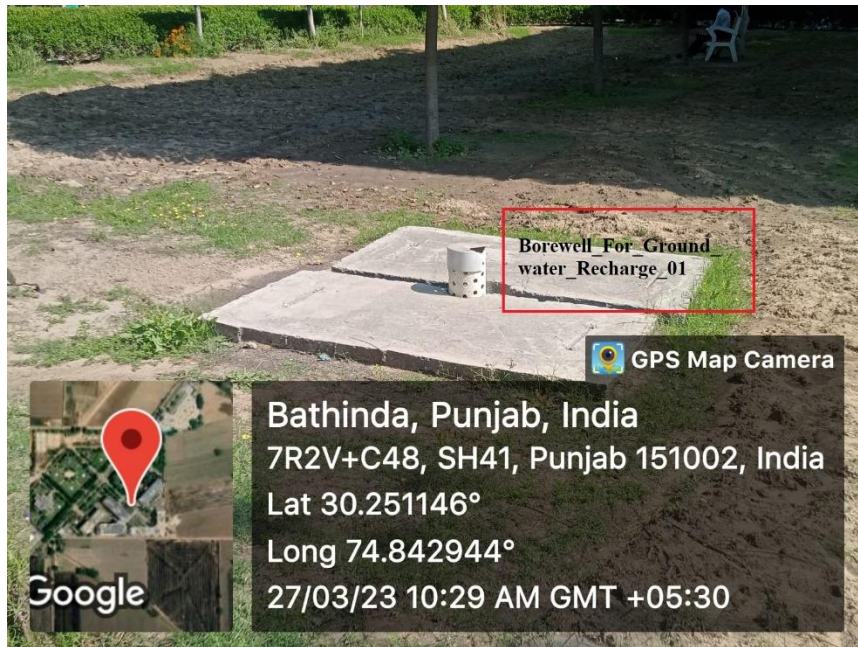 Borewell_For_Ground_
water_Recharge_01
GPS Map Camera
Bathinda, Punjab, India
7R2V+C48, SH41, Punjab 151002, India
Lat 30.251146°
Long 74.842944°
27/03/23 10:29 AM GMT +05:30
Google